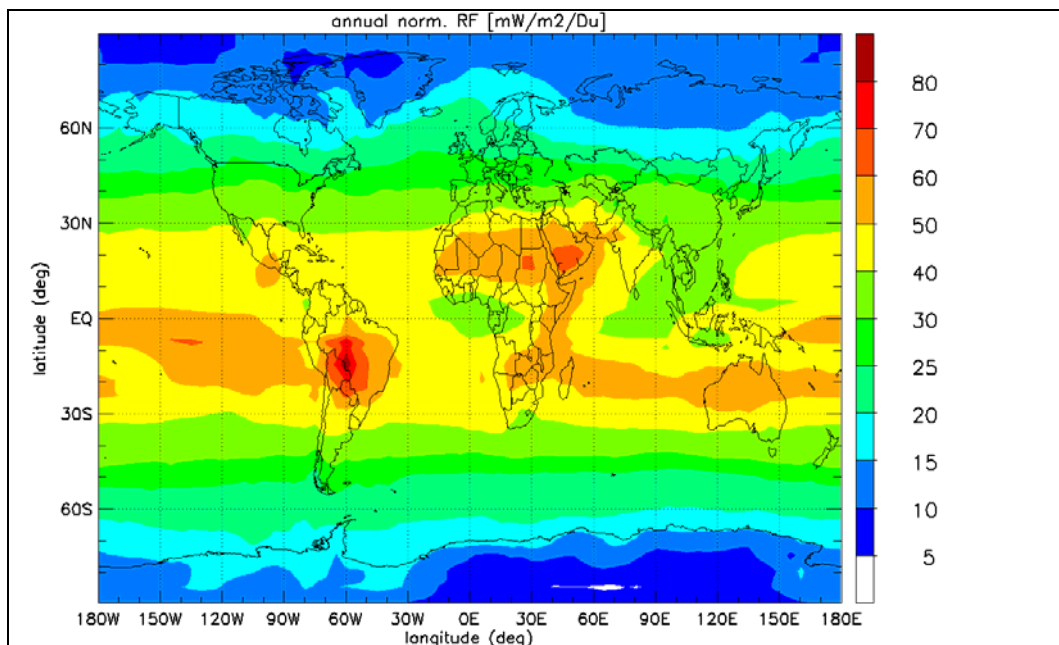 annual norm. RF [mW/m2/Du]
80
70
60
50
40
30
25
20
15
10
5
60N
30N
EQ
30S
60S
latitude (deg)
180W 150W 120W 90W 60W 30W 0 30E 60E 90E 120E 150E 180E
longitude (deg)